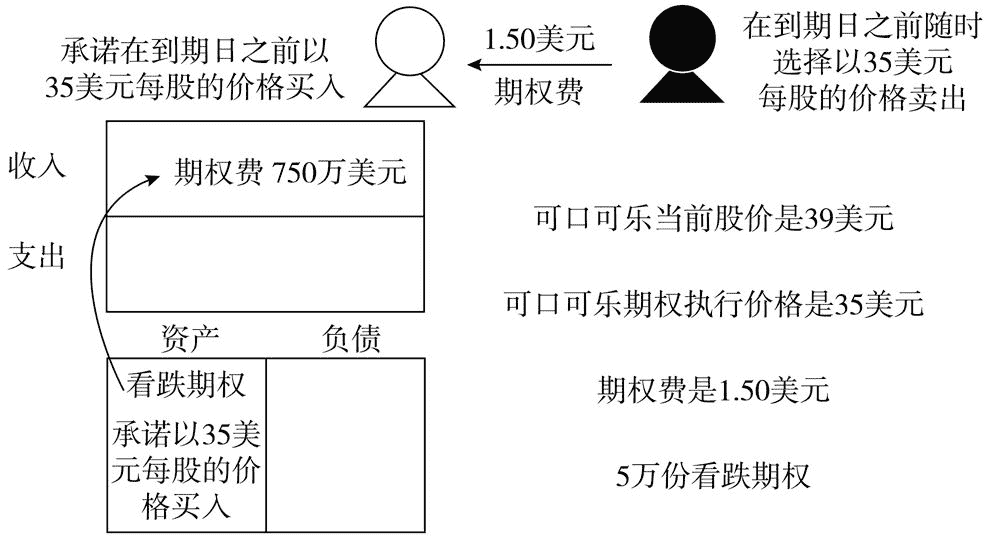 承诺在到期日之前以
35美元每股的价格买入
1.50美元
期权费
在到期日之前随时
选择以35美元
每股的价格卖出
收入
期权费 750万美元
支出
资产
负债
看跌期权
承诺以35美
元每股的价
格买入
可口可乐当前股价是39美元
可口可乐期权执行价格是35美元
期权费是1.50美元
5万份看跌期权